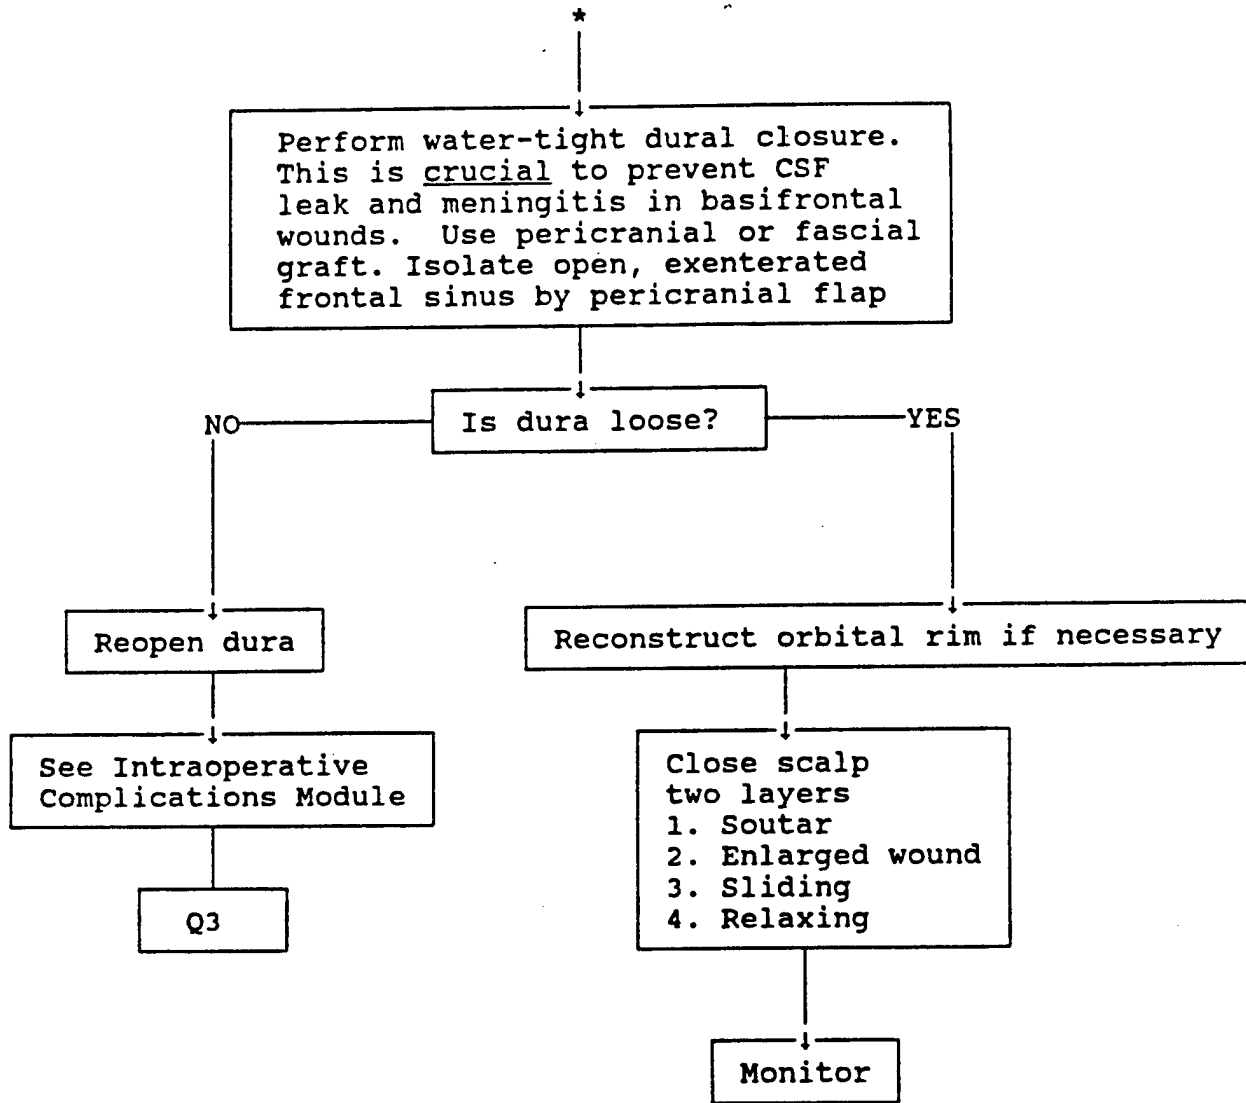 *
Perform water-tight dural closure.
This is crucial to prevent CSF
leak and meningitis in basifrontal
wounds. Use pericranial or fascial
graft. Isolate open, exenterated
frontal sinus by pericranial flap
Is dura loose?
NO
YES
Reopen dura
Reconstruct orbital rim if necessary
See Intraoperative
Complications Module
Close scalp
two layers
1. Soutar
2. Enlarged wound
3. Sliding
4. Relaxing
Q3
Monitor